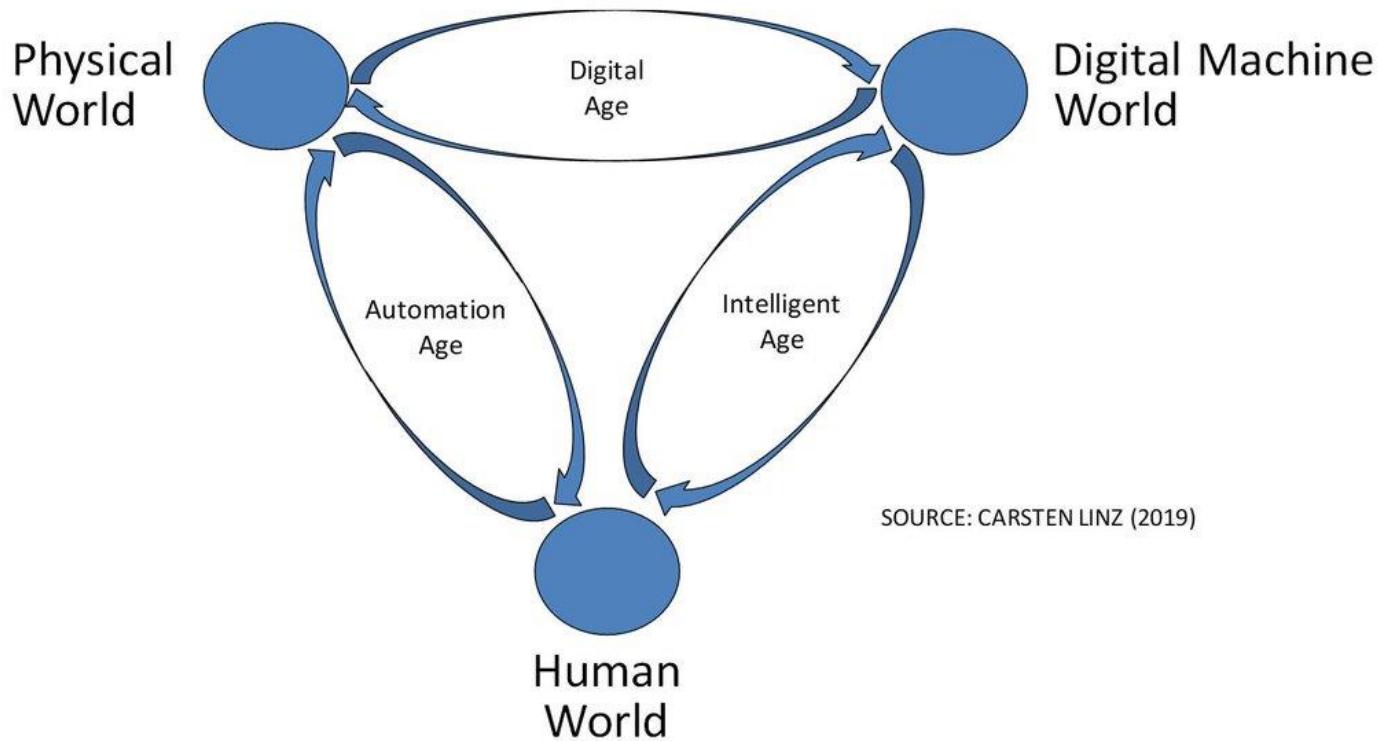 Physical
World
Digital
Age
Digital Machine
World
Automation
Age
Intelligent
Age
SOURCE: CARSTEN LINZ (2019)
Human
World